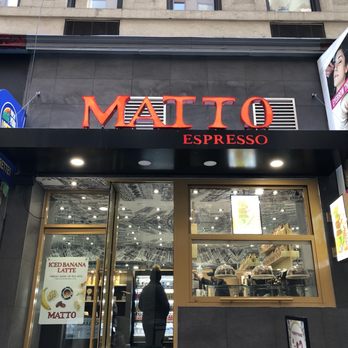 MATTO
ESPRESSO
ICED BANANA
LATTE
MATTO